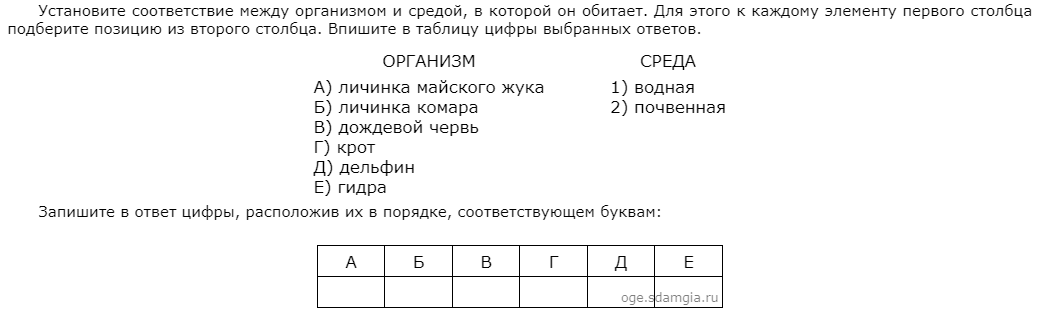 Установите соответствие между организмом и средой, в которой он обитает. Для этого к каждому элементу первого столбца
подберите позицию из второго столбца. Впишите в таблицу цифры выбранных ответов.
ОРГАНИЗМ СРЕДА
А) личинка майского жука 1) водная
Б) личинка комара 2) почвенная
В) дождевой червь
Г) крот
Д) дельфин
Е) гидра
Запишите в ответ цифры, расположив их в порядке, соответствующем буквам:
А Б В Г Д Е
oge.sdamgia.ru